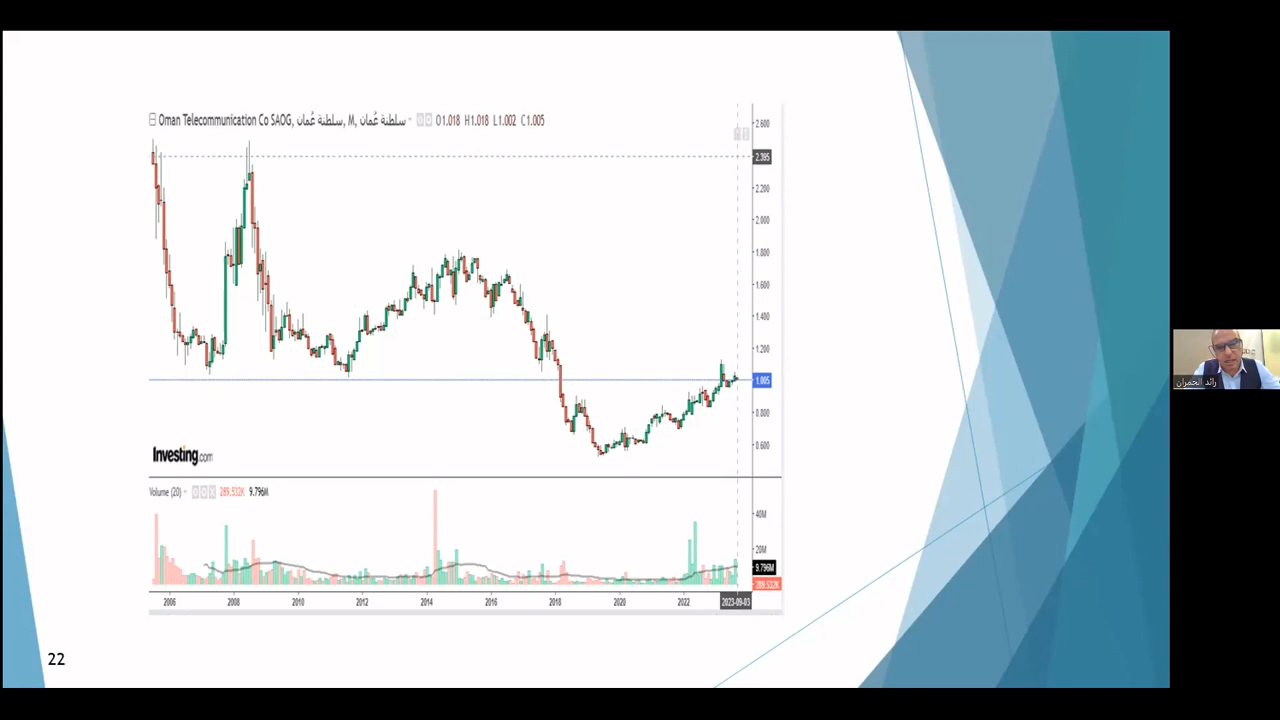 Oman Telecommunication Co SAOG, سلطنة عُمان, M, سلطنة عُمان O1.018 H1.018 L1.002 C1.005
2.600
2.395
2.200
2.000
1.800
1.600
1.400
1.200
1.005
0.800
0.600
Investing.com
Volume (20) 289.532K 9.796M
40M
20M
9.796M
289.532K
2006 2008 2010 2012 2014 2016 2018 2020 2022 2023-09-03
22
رائد الحمران